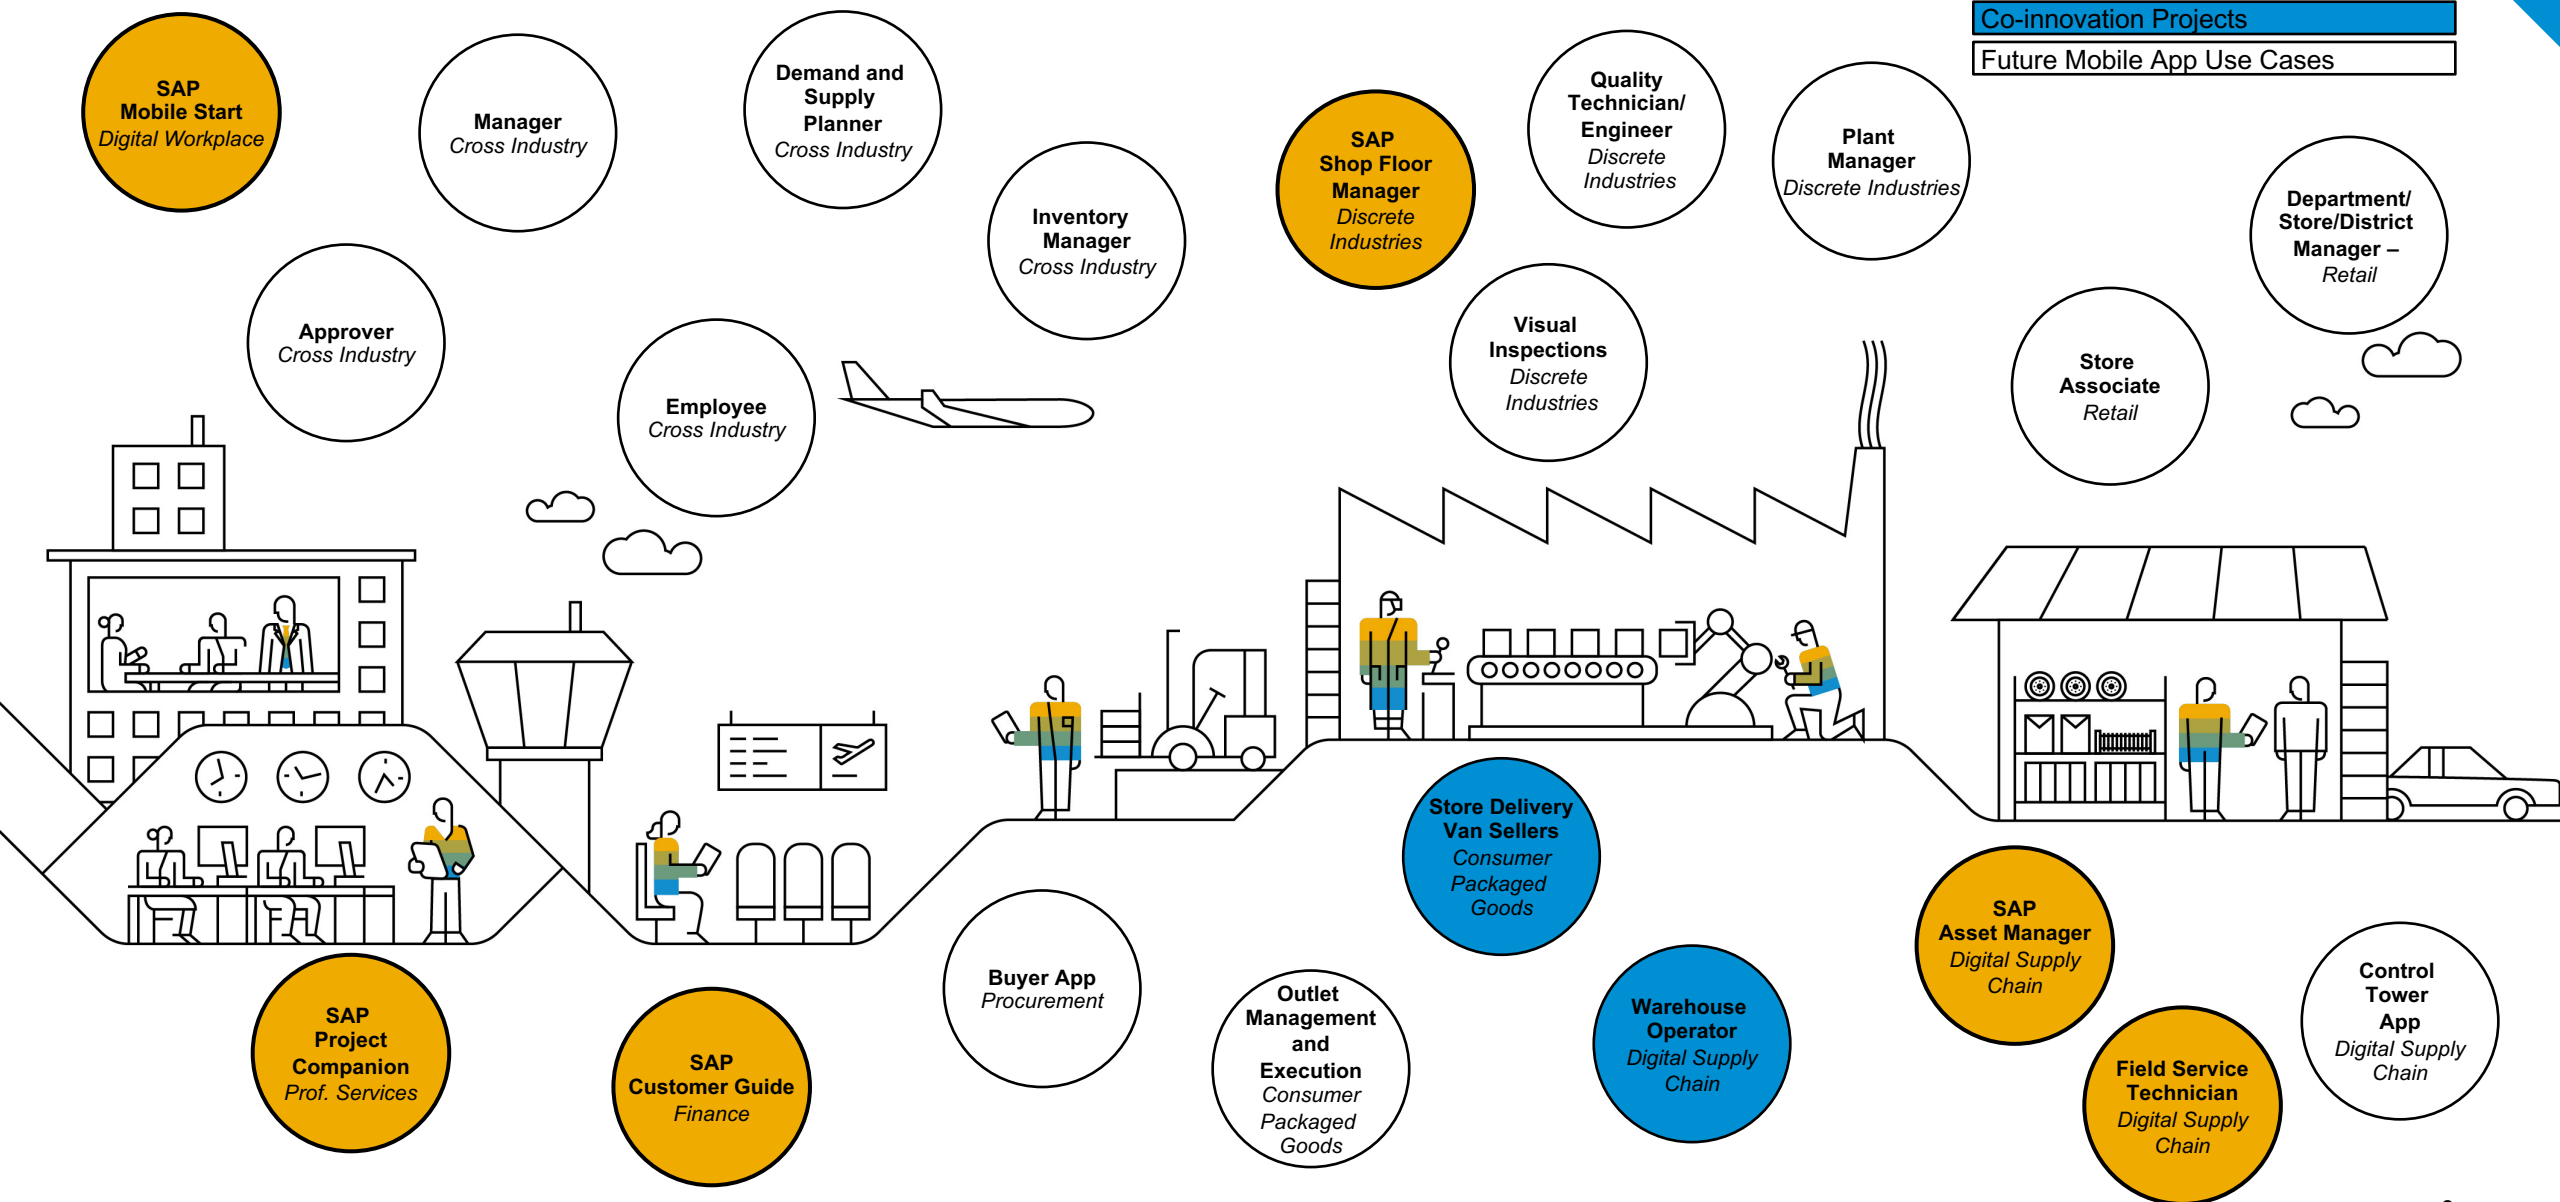 Co-innovation Projects
Future Mobile App Use Cases
SAP
Mobile Start
Digital Workplace
Manager
Cross Industry
Demand and
Supply
Planner
Cross Industry
Inventory
Manager
Cross Industry
SAP
Shop Floor
Manager
Discrete
Industries
Quality
Technician/
Engineer
Discrete
Industries
Plant
Manager
Discrete Industries
Department/
Store/District
Manager –
Retail
Approver
Cross Industry
Employee
Cross Industry
Visual
Inspections
Discrete
Industries
Store
Associate
Retail
Store Delivery
Van Sellers
Consumer
Packaged
Goods
SAP
Project
Companion
Prof. Services
SAP
Customer Guide
Finance
Buyer App
Procurement
Outlet
Management
and
Execution
Consumer
Packaged
Goods
Warehouse
Operator
Digital Supply
Chain
SAP
Asset Manager
Digital Supply
Chain
Field Service
Technician
Digital Supply
Chain
Control
Tower
App
Digital Supply
Chain